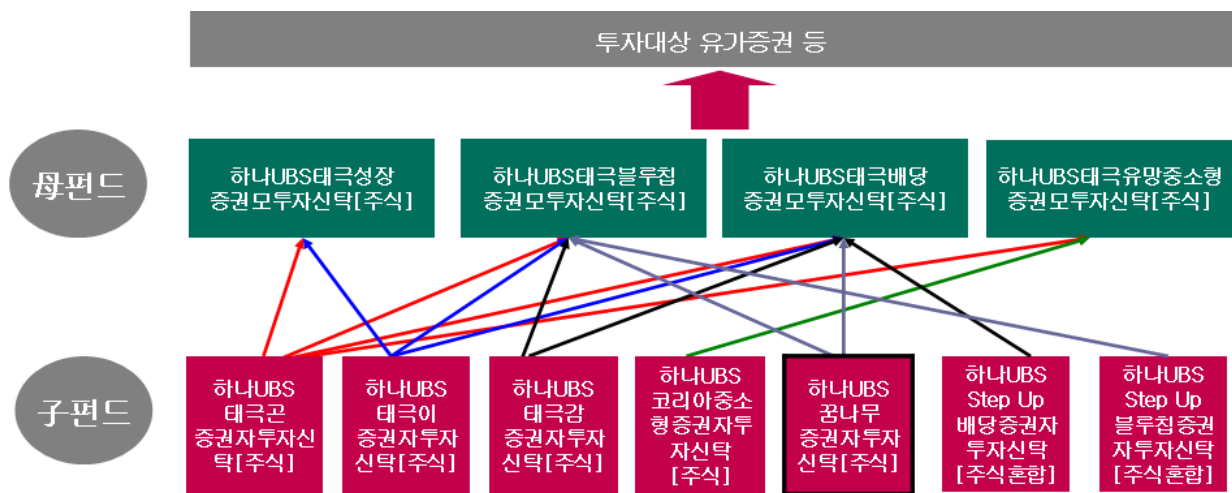 투자대상 유가증권 등
母펀드
하나UBS태극성장
증권모투자신탁[주식]
하나UBS태극블루칩
증권모투자신탁[주식]
하나UBS태극배당
증권모투자신탁[주식]
하나UBS태극유망중소형
증권모투자신탁[주식]
子펀드
하나UBS
태극곤
증권자투자신
탁[주식]
하나UBS
태극이
증권자투자
신탁[주식]
하나UBS
태극감
증권자투자
신탁[주식]
하나UBS
코리아중소
형증권자투
자신탁
[주식]
하나UBS
꿈나무
증권자투자
신탁[주식]
하나UBS
Step Up
배당증권자
투자신탁
[주식혼합]
하나UBS
Step Up
블루칩증권
자투자신탁
[주식혼합]